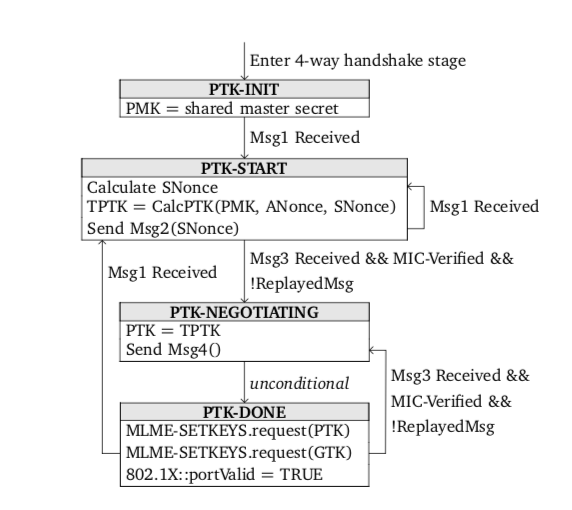 Enter 4-way handshake stage
PTK-INIT
PMK = shared master secret
Msg1 Received
PTK-START
Calculate SNonce
TPTK = CalcPTK(PMK, ANonce, SNonce)
Send Msg2(SNonce)
Msg1 Received
Msg1 Received
Msg3 Received && MIC-Verified &&
!ReplayedMsg
PTK-NEGOTIATING
PTK = TPTK
Send Msg4()
unconditional
Msg3 Received &&
MIC-Verified &&
!ReplayedMsg
PTK-DONE
MLME-SETKEYS.request(PTK)
MLME-SETKEYS.request(GTK)
802.1X::portValid = TRUE